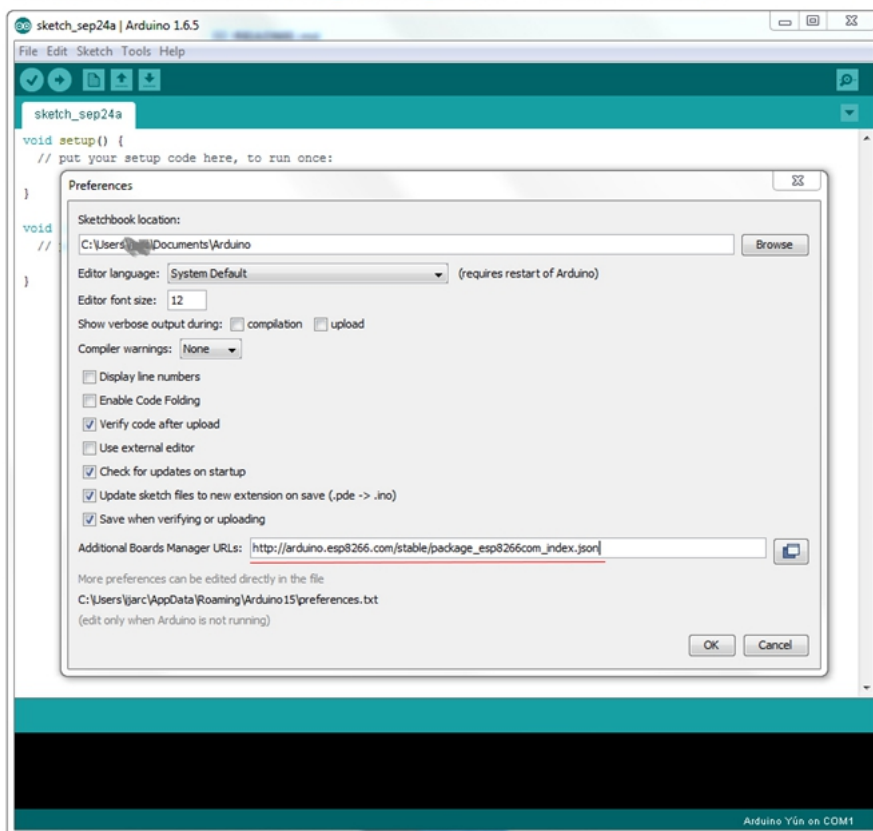 sketch_sep24a | Arduino 1.6.5
File Edit Sketch Tools Help
sketch_sep24a
void setup() {
// put your setup code here, to run once:
}
Preferences
Sketchbook location:
void
//
C:\Users\ \Documents\Arduino
Browse
}
Editor language: System Default (requires restart of Arduino)
Editor font size: 12
Show verbose output during: compilation upload
Compiler warnings: None
Display line numbers
Enable Code Folding
Verify code after upload
Use external editor
Check for updates on startup
Update sketch files to new extension on save (.pde -> .ino)
Save when verifying or uploading
Additional Boards Manager URLs: http://arduino.esp8266.com/stable/package_esp8266com_index.json
More preferences can be edited directly in the file
C:\Users\ijarc\AppData\Roaming\Arduino15\preferences.txt
(edit only when Arduino is not running)
OK Cancel
Arduino Yún on COM1